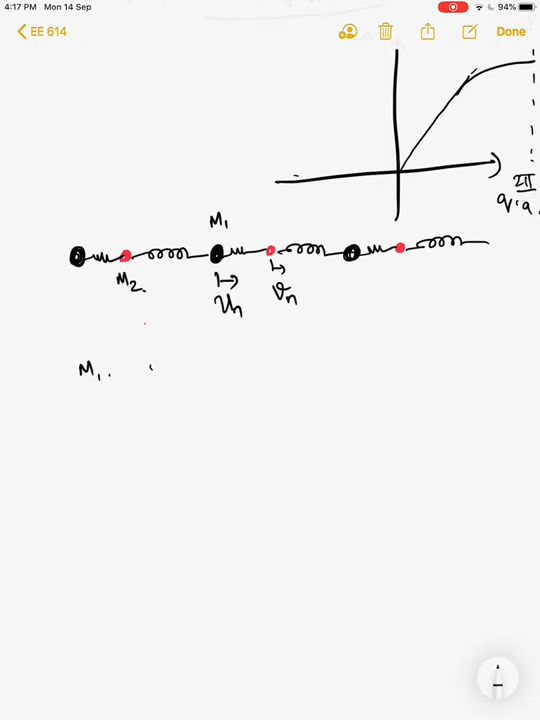 4:17 PM Mon 14 Sep 94%
EE 614 Done
2π
M₁
M₂.
uₙ vₙ
M₁.